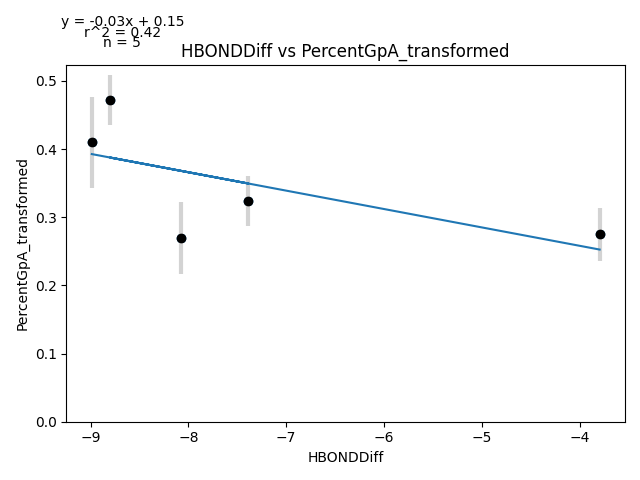 y = -0.03x + 0.15
r^2 = 0.42
n = 5
HBONDDiff vs PercentGpA_transformed
PercentGpA_transformed
0.5
0.4
0.3
0.2
0.1
0.0
−9 −8 −7 −6 −5 −4
HBONDDiff